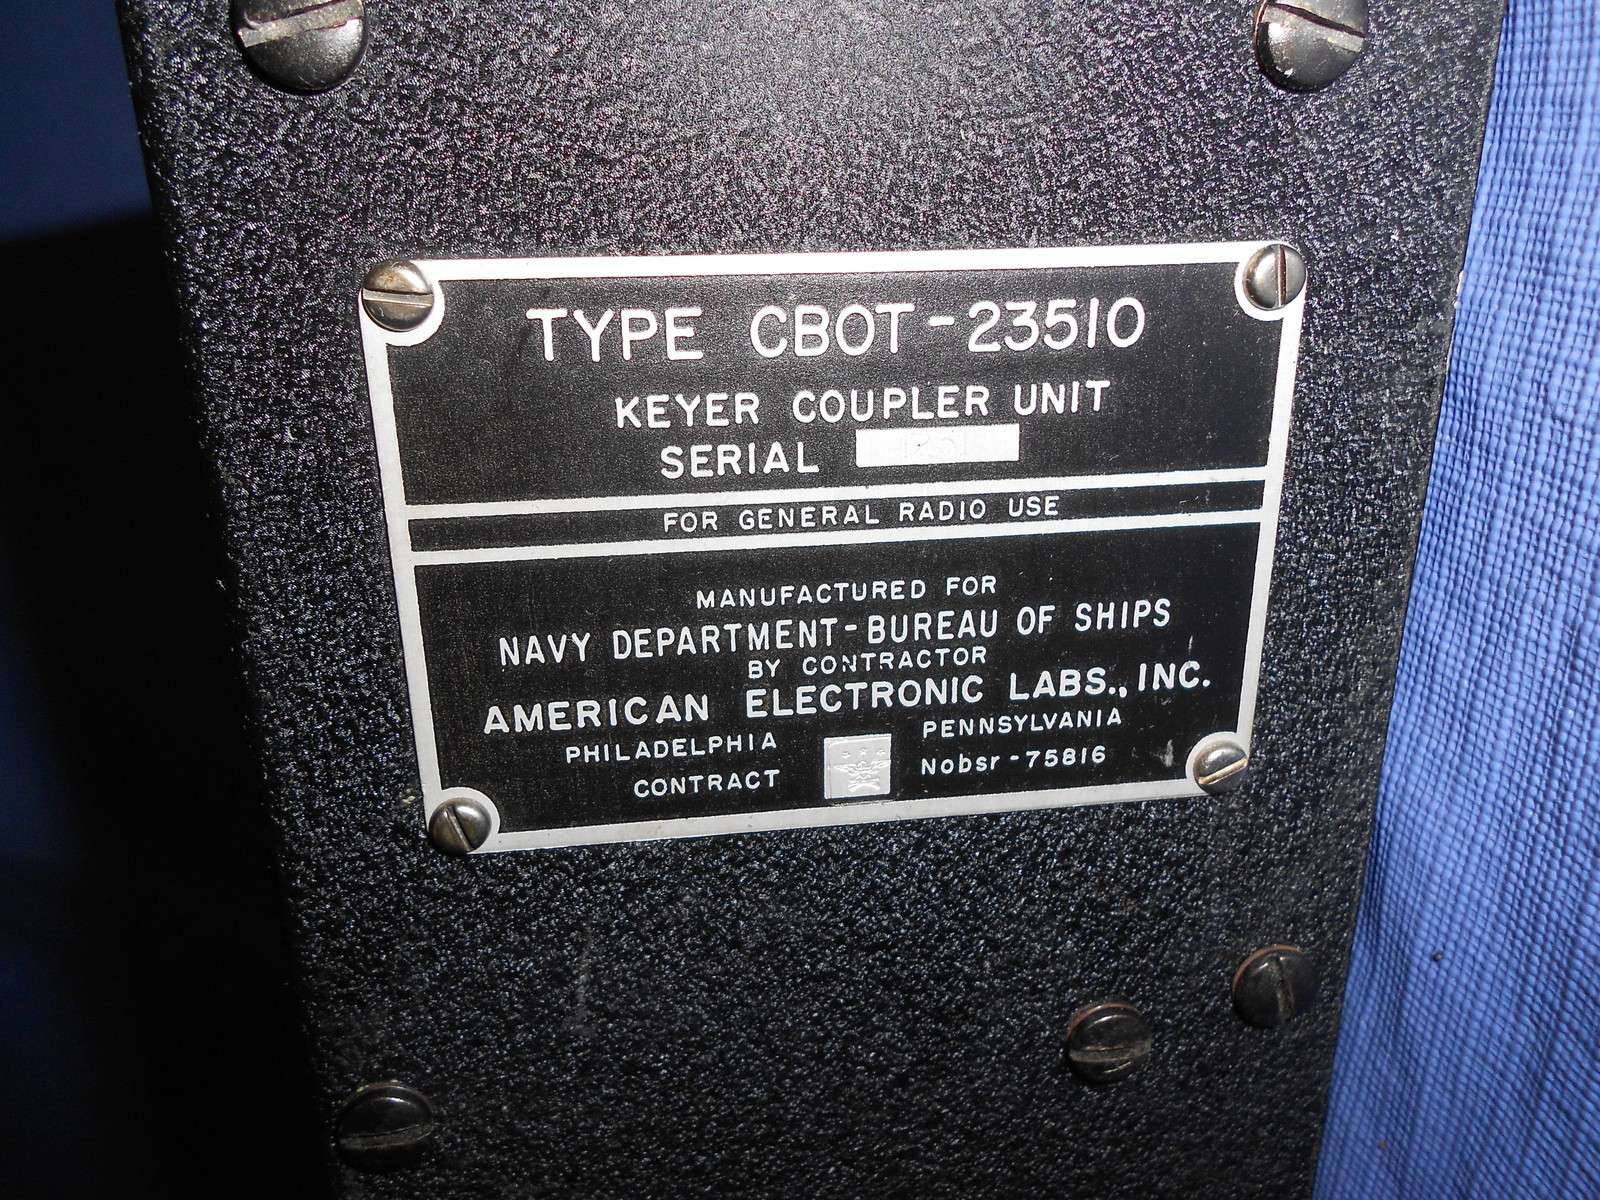 TYPE CBOT-23510
KEYER COUPLER UNIT
SERIAL
FOR GENERAL RADIO USE
MANUFACTURED FOR
NAVY DEPARTMENT-BUREAU OF SHIPS
BY CONTRACTOR
AMERICAN ELECTRONIC LABS., INC.
PHILADELPHIA PENNSYLVANIA
CONTRACT Nobsr-75816